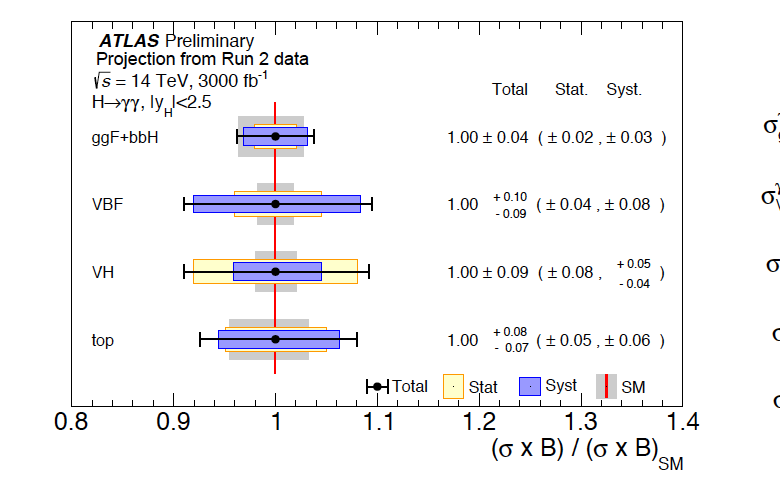 ATLAS Preliminary
Projection from Run 2 data
√s = 14 TeV, 3000 fb⁻¹
H→γγ, |y_H|<2.5
Total Stat. Syst.
ggF+bbH 1.00 ± 0.04 ( ± 0.02 , ± 0.03 )
VBF 1.00 + 0.10 - 0.09 ( ± 0.04 , ± 0.08 )
VH 1.00 ± 0.09 ( ± 0.08 , + 0.05 - 0.04 )
top 1.00 + 0.08 - 0.07 ( ± 0.05 , ± 0.06 )
Total Stat Syst SM
0.8 0.9 1 1.1 1.2 1.3 1.4
(σ x B) / (σ x B)_SM
σ
σ
σ